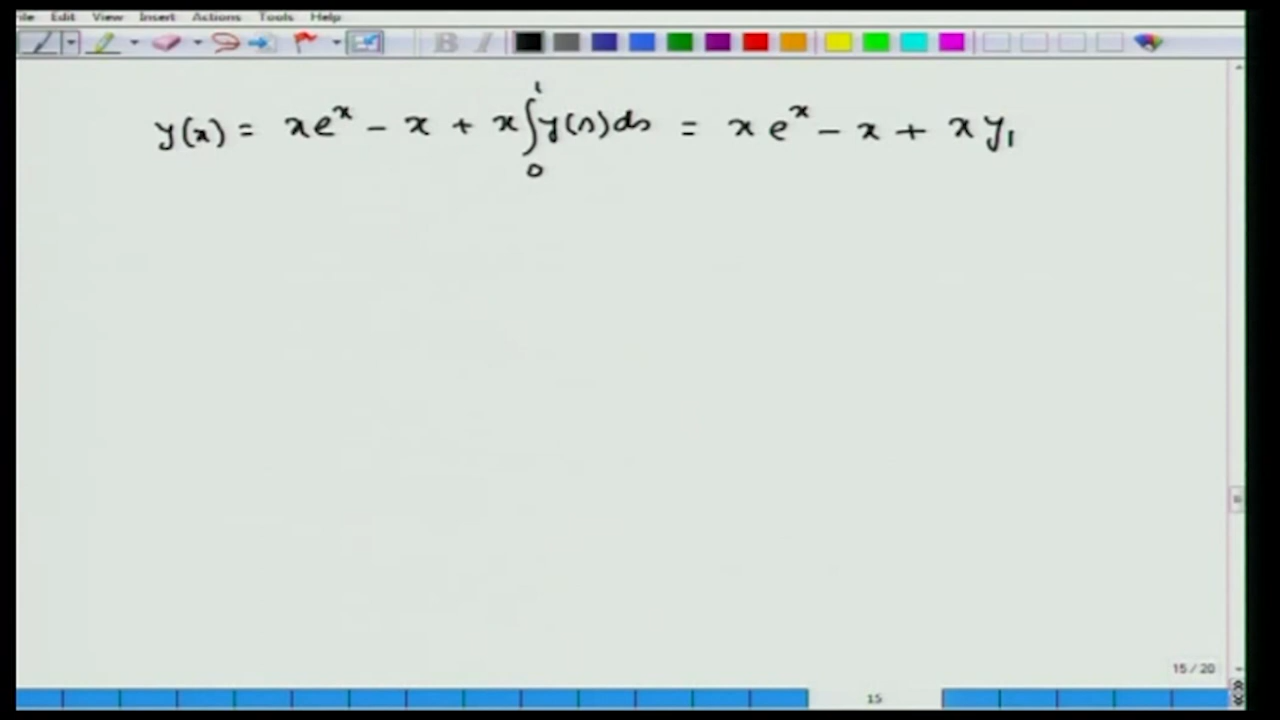 File Edit View Insert Actions Tools Help
B I
y(x) = xe^x - x + x∫_0^1 y(s)ds = x e^x - x + x y_1
15 / 20
15